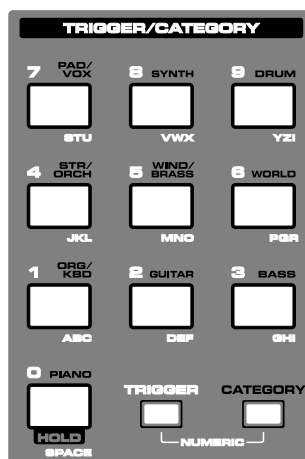 TRIGGER/CATEGORY
7 PAD/
VOX
8 SYNTH
9 DRUM
STU
VWX
YZ!
4 STR/
ORCH
5 WIND/
BRASS
6 WORLD
JKL
MNO
PQR
1 ORG/
KBD
2 GUITAR
3 BASS
ABC
DEF
GHI
0 PIANO
TRIGGER
CATEGORY
HOLD
NUMERIC
SPACE